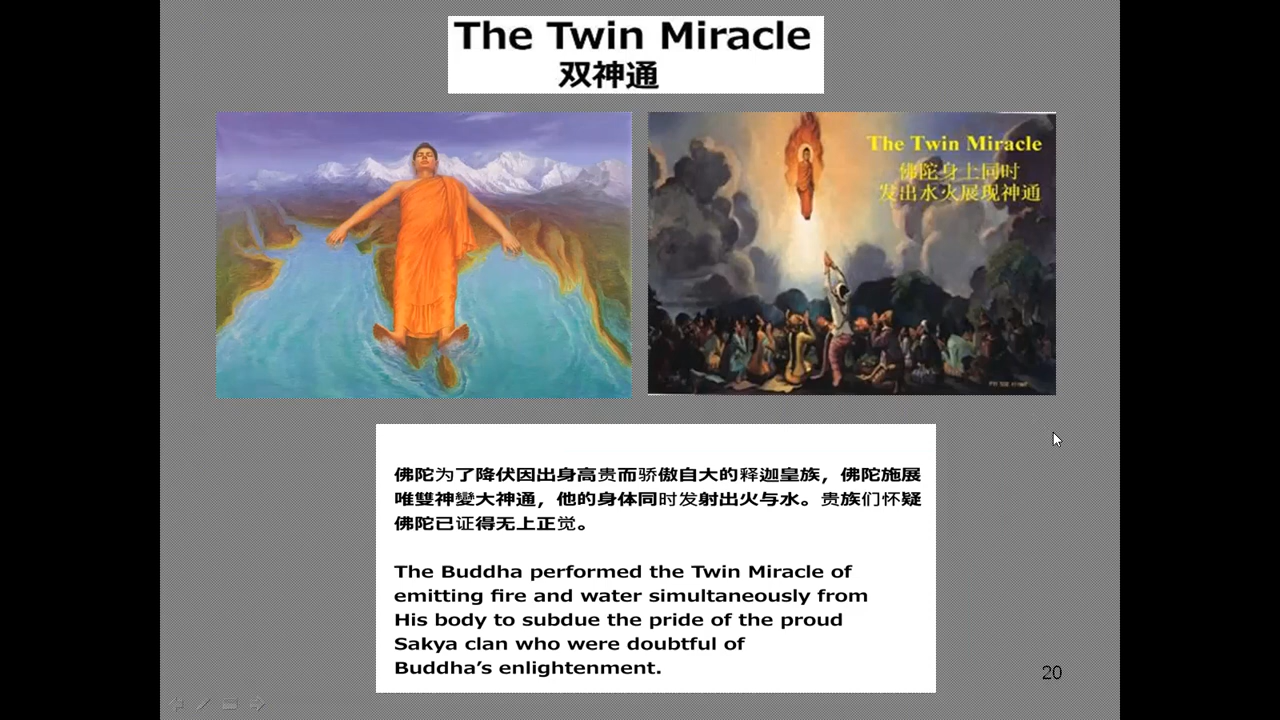 The Twin Miracle
双神通
The Twin Miracle
佛陀身上同时
发出水火展现神通
佛陀为了降伏因出身高贵而骄傲自大的释迦皇族，佛陀施展
唯雙神變大神通，他的身体同时发射出火与水。贵族们怀疑
佛陀已证得无上正觉。
The Buddha performed the Twin Miracle of
emitting fire and water simultaneously from
His body to subdue the pride of the proud
Sakya clan who were doubtful of
Buddha’s enlightenment.
20